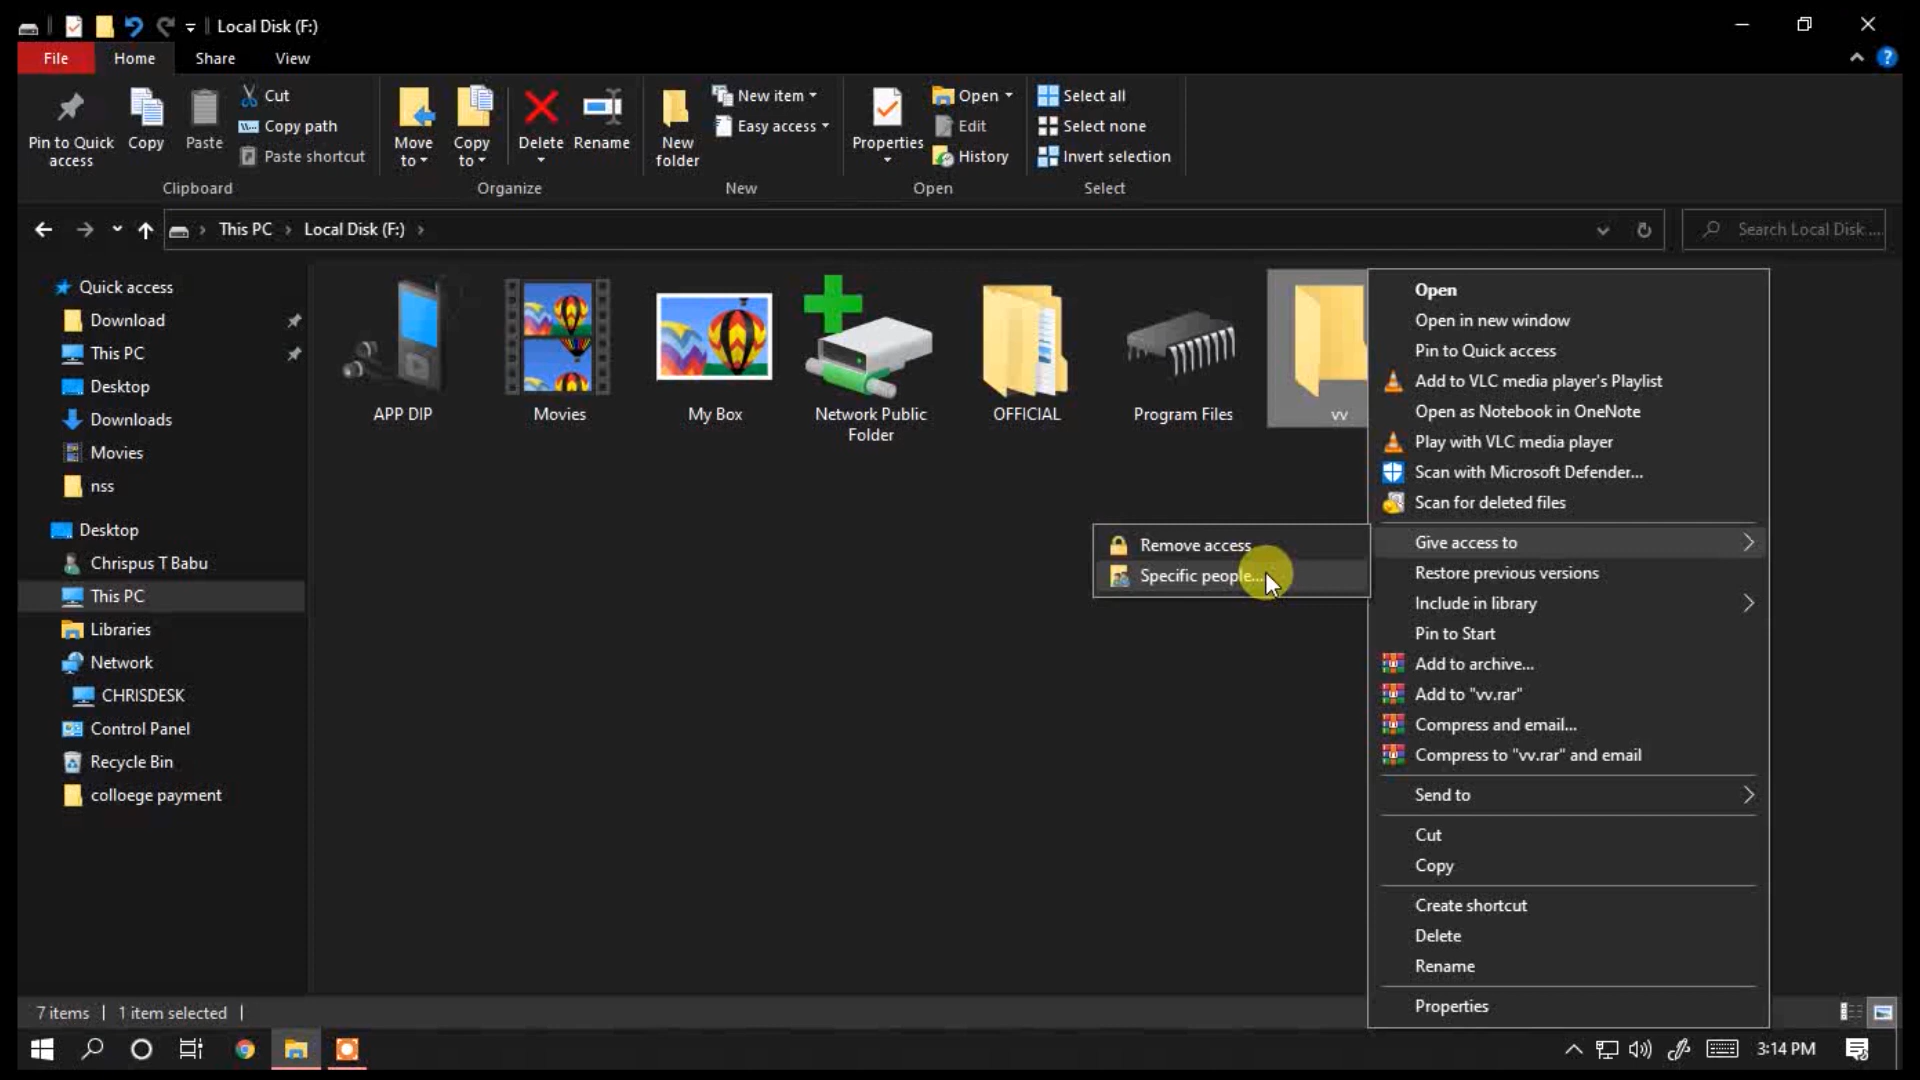 Local Disk (F:)
File
Home
Share
View
Pin to Quick
access
Copy
Paste
Cut
Copy path
Paste shortcut
Clipboard
Move
to
Copy
to
Delete
Rename
Organize
New
folder
New item
Easy access
New
Properties
Open
Edit
History
Open
Select all
Select none
Invert selection
Select
This PC
Local Disk (F:)
Search Local Disk ....
Quick access
Download
This PC
Desktop
Downloads
Movies
nss
Desktop
Chrispus T Babu
This PC
Libraries
Network
CHRISDESK
Control Panel
Recycle Bin
colloege payment
APP DIP
Movies
My Box
Network Public
Folder
OFFICIAL
Program Files
vv
Open
Open in new window
Pin to Quick access
Add to VLC media player's Playlist
Open as Notebook in OneNote
Play with VLC media player
Scan with Microsoft Defender...
Scan for deleted files
Give access to
Remove access
Specific people...
Restore previous versions
Include in library
Pin to Start
Add to archive...
Add to "vv.rar"
Compress and email...
Compress to "vv.rar" and email
Send to
Cut
Copy
Create shortcut
Delete
Rename
Properties
7 items
1 item selected
3:14 PM